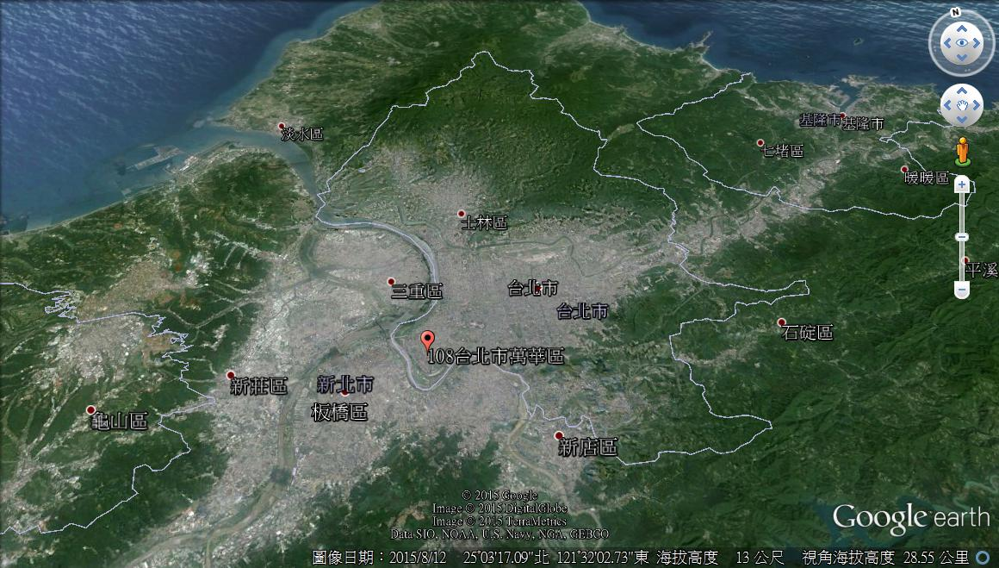 N
淡水區
基隆市
基隆市
七堵區
暖暖區
士林區
平溪
三重區
台北市
台北市
石碇區
108台北市萬華區
新莊區
新北市
板橋區
龜山區
新店區
© 2015 Google
Image © 2015 DigitalGlobe
Image © 2015 TerraMetrics
Data SIO, NOAA, U.S. Navy, NGA, GEBCO
Google earth
圖像日期：2015/8/12 25°03'17.09"北 121°32'02.73"東 海拔高度 13 公尺 視角海拔高度 28.55 公里